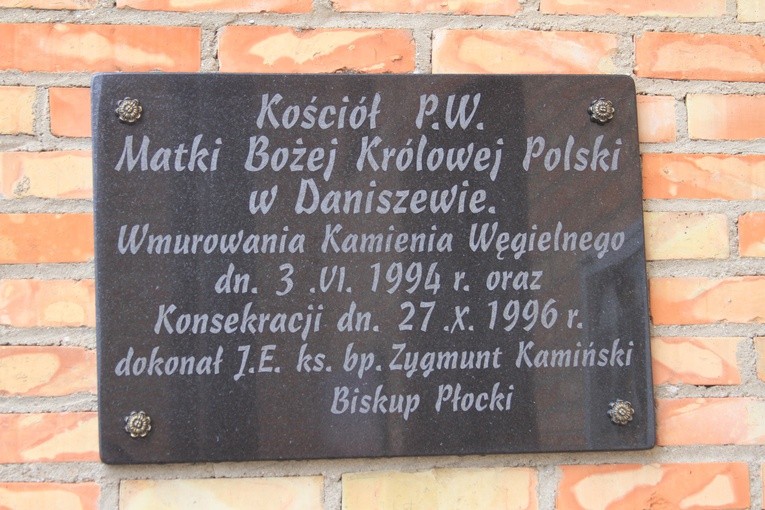 Kościół P.W.
Matki Bożej Królowej Polski
w Daniszewie.
Wmurowania Kamienia Węgielnego
dn. 3 .VI. 1994 r. oraz
Konsekracji dn. 27 .X. 1996 r.
dokonał J.E. ks. bp. Zygmunt Kamiński
Biskup Płocki